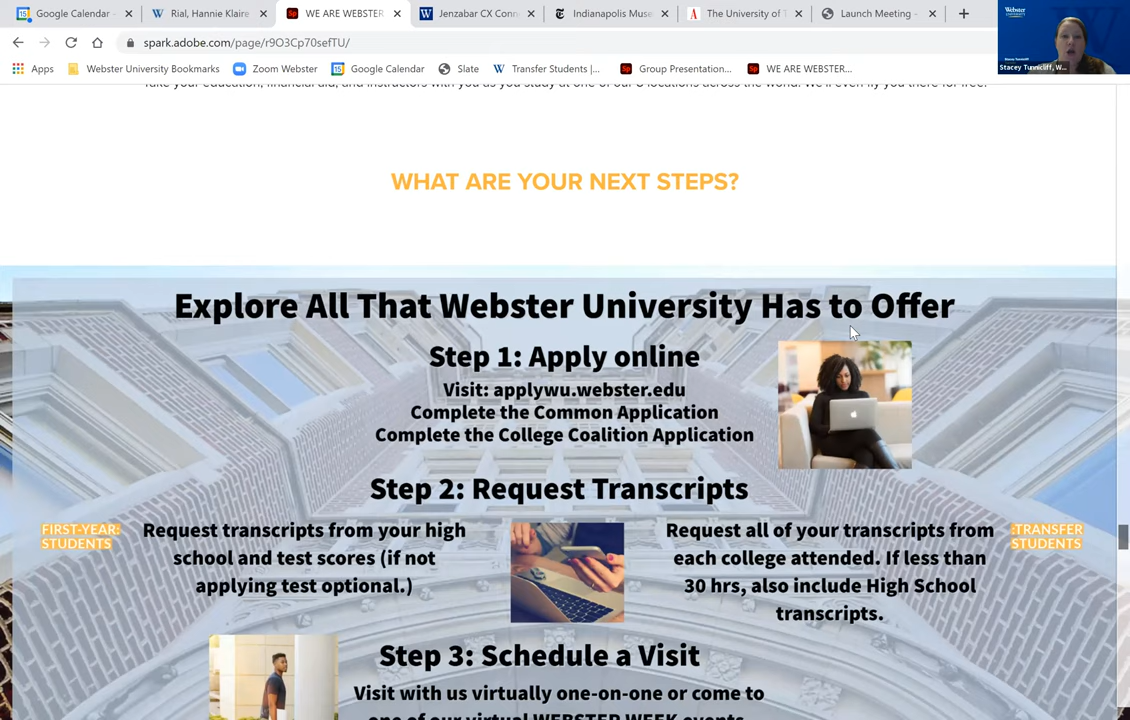 Google Calendar -
Rial, Hannie Klaire
WE ARE WEBSTER
Jenzabar CX Conn
Indianapolis Muse
The University of T
Launch Meeting -
spark.adobe.com/page/r9O3Cp70sefTU/
Apps
Webster University Bookmarks
Zoom Webster
Google Calendar
Slate
Transfer Students |...
Group Presentation...
WE ARE WEBSTER...
Webster
UNIVERSITY
Stacey Tunnicliff, W...
Take your education, financial aid, and instructors with you as you study at one of our 8 locations across the world. We'll even fly you there for free!
WHAT ARE YOUR NEXT STEPS?
Explore All That Webster University Has to Offer
Step 1: Apply online
Visit: applywu.webster.edu
Complete the Common Application
Complete the College Coalition Application
Step 2: Request Transcripts
FIRST-YEAR:
STUDENTS
Request transcripts from your high
school and test scores (if not
applying test optional.)
Request all of your transcripts from
each college attended. If less than
30 hrs, also include High School
transcripts.
:TRANSFER
STUDENTS
Step 3: Schedule a Visit
Visit with us virtually one-on-one or come to
one of our virtual WEBSTER WEEK events